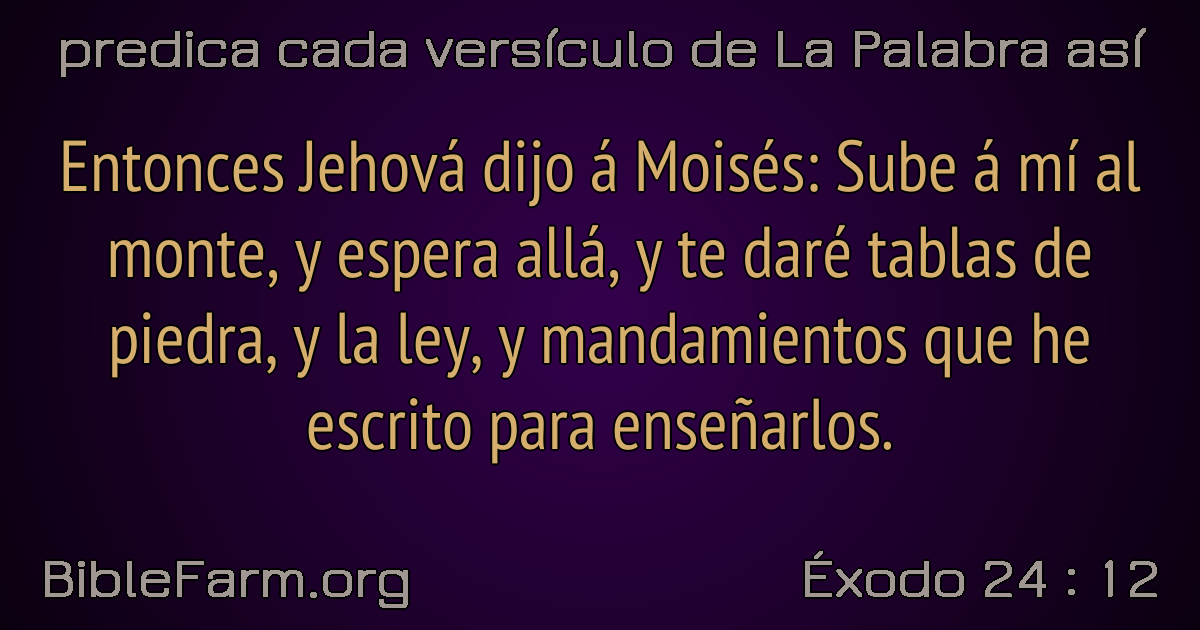 predica cada versículo de La Palabra así
Entonces Jehová dijo á Moisés: Sube á mí al
monte, y espera allá, y te daré tablas de
piedra, y la ley, y mandamientos que he
escrito para enseñarlos.
BibleFarm.org
Éxodo 24 : 12